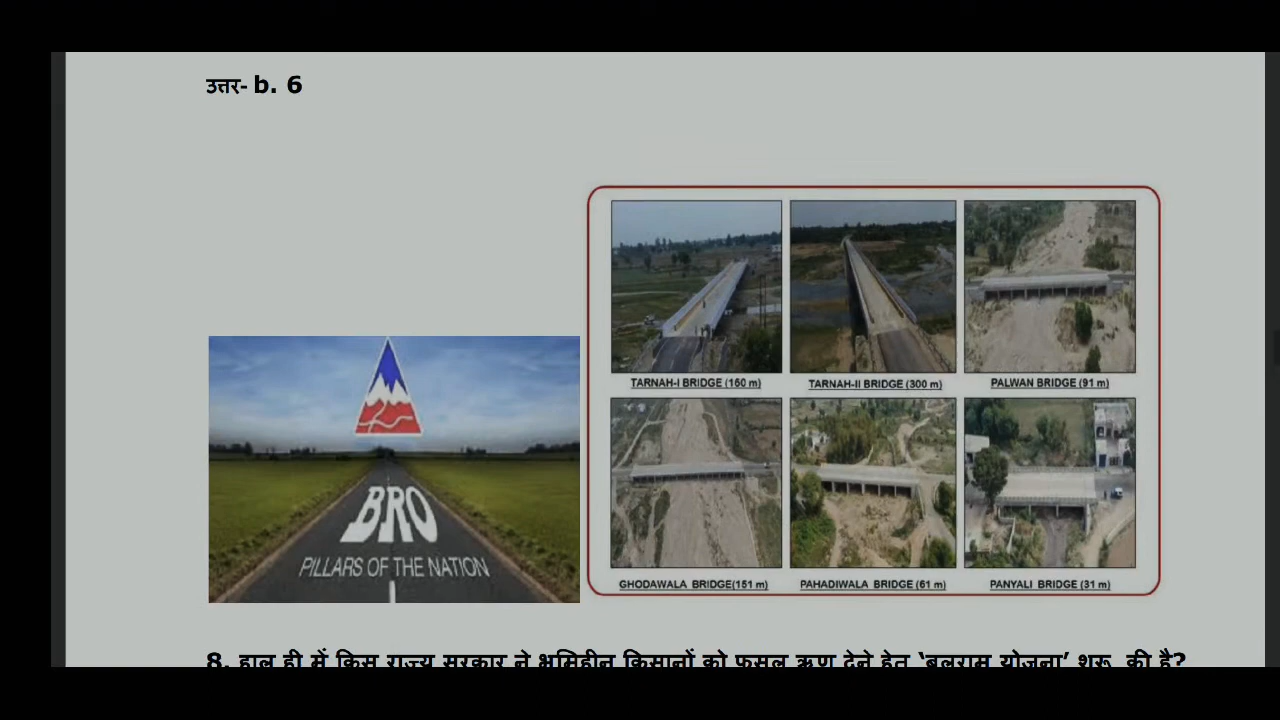 उत्तर- b. 6
TARNAH-I BRIDGE (160 m)
TARNAH-II BRIDGE (300 m)
PALWAN BRIDGE (91 m)
BRO
PILLARS OF THE NATION
GHODAWALA BRIDGE(151 m)
PAHADIWALA BRIDGE (61 m)
PANYALI BRIDGE (31 m)
8. हाल ही में किस राज्य सरकार ने भूमिहीन किसानों को फसल ऋण देने हेतु ‘बलराम योजना’ शुरू की है?